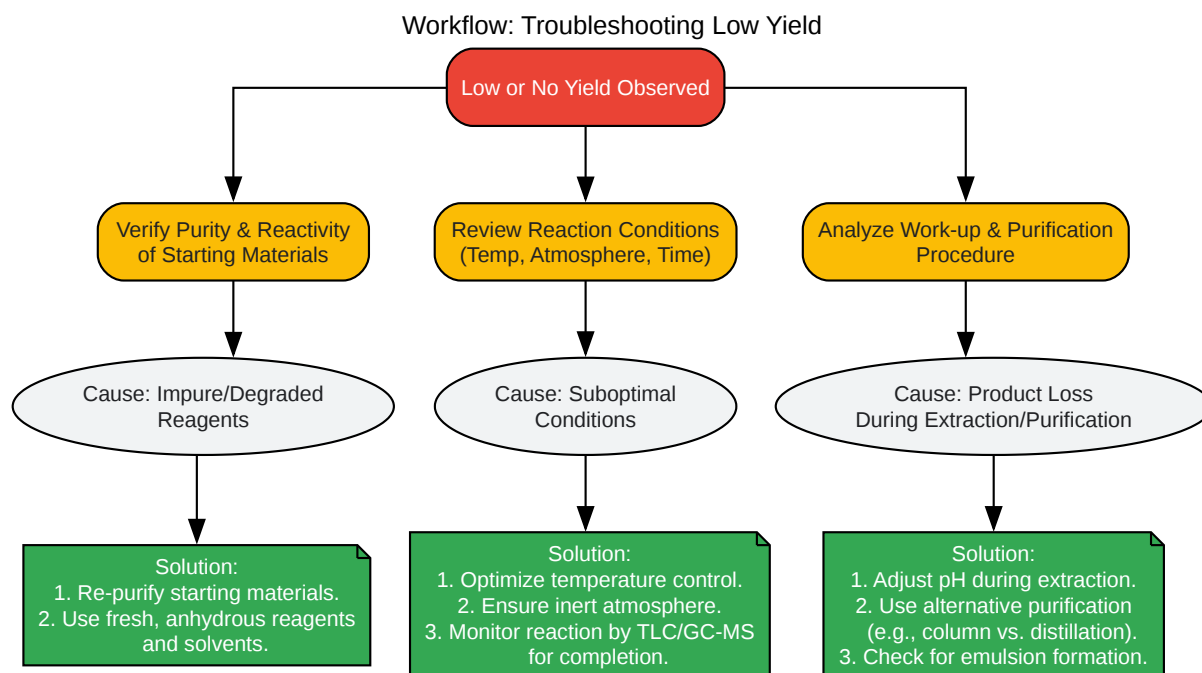 Workflow: Troubleshooting Low Yield
Low or No Yield Observed
Verify Purity & Reactivity
of Starting Materials
Review Reaction Conditions
(Temp, Atmosphere, Time)
Analyze Work-up & Purification
Procedure
Cause: Impure/Degraded
Reagents
Cause: Suboptimal
Conditions
Cause: Product Loss
During Extraction/Purification
Solution:
1. Re-purify starting materials.
2. Use fresh, anhydrous reagents
and solvents.
Solution:
1. Optimize temperature control.
2. Ensure inert atmosphere.
3. Monitor reaction by TLC/GC-MS
for completion.
Solution:
1. Adjust pH during extraction.
2. Use alternative purification
(e.g., column vs. distillation).
3. Check for emulsion formation.